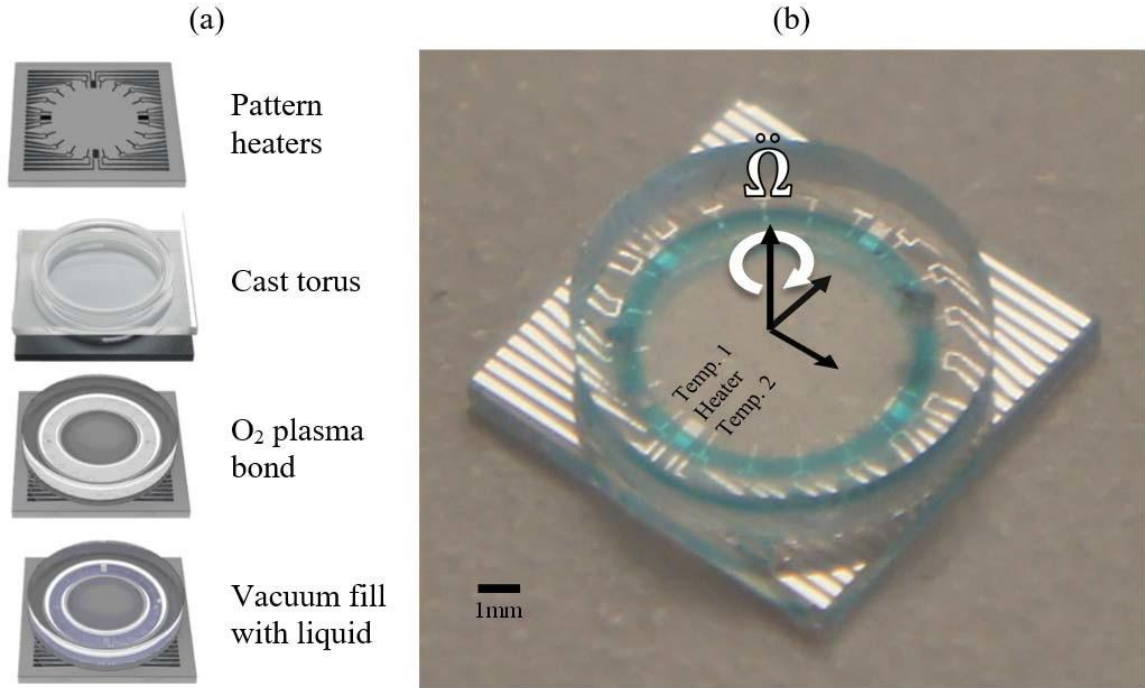 (a)
Pattern
heaters
Cast torus
O₂ plasma
bond
Vacuum fill
with liquid
(b)
Ω̈
Temp. 1
Heater
Temp. 2
1mm